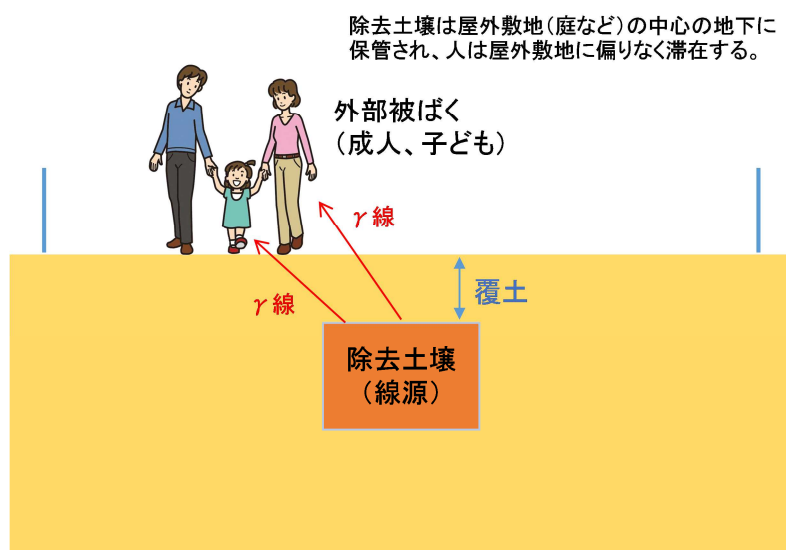 除去土壌は屋外敷地（庭など）の中心の地下に
保管され、人は屋外敷地に偏りなく滞在する。
外部被ばく
（成人、子ども）
γ線
γ線
覆土
除去土壌
（線源）